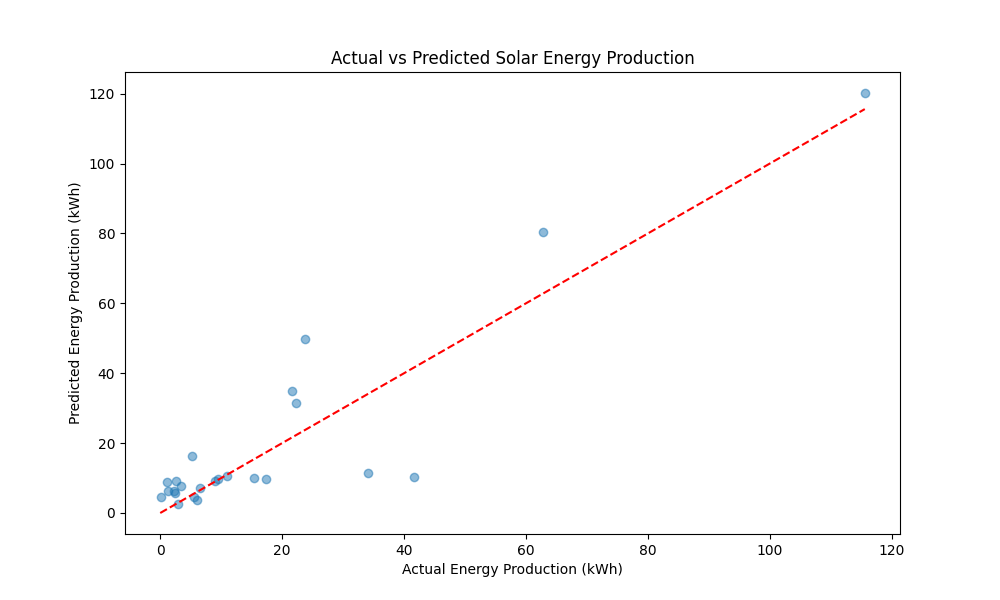 Actual vs Predicted Solar Energy Production
Predicted Energy Production (kWh)
120
100
80
60
40
20
0
0 20 40 60 80 100 120
Actual Energy Production (kWh)